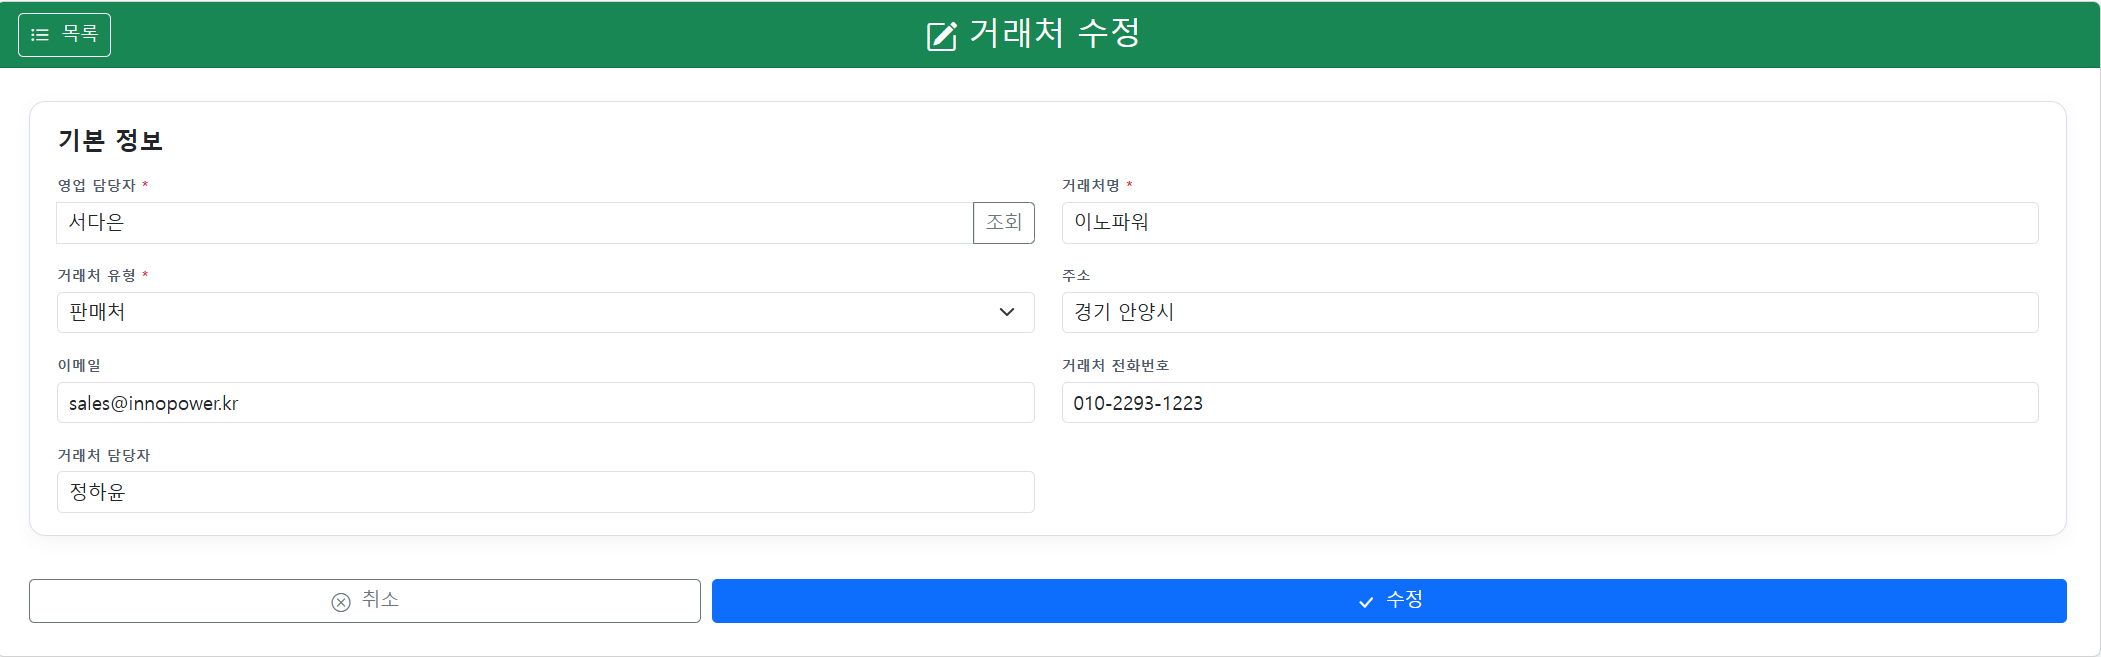 목록
거래처 수정
기본 정보
영업 담당자 *
서다은
조회
거래처명 *
이노파워
거래처 유형 *
판매처
주소
경기 안양시
이메일
sales@innopower.kr
거래처 전화번호
010-2293-1223
거래처 담당자
정하윤
취소
수정